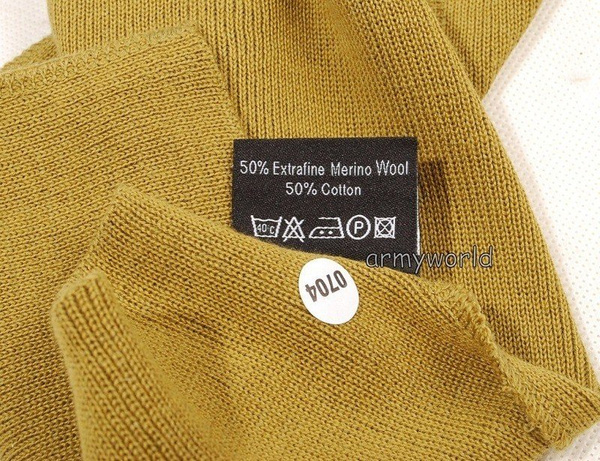 50% Extrafine Merino Wool
50% Cotton
40°C P
armyworld
0704